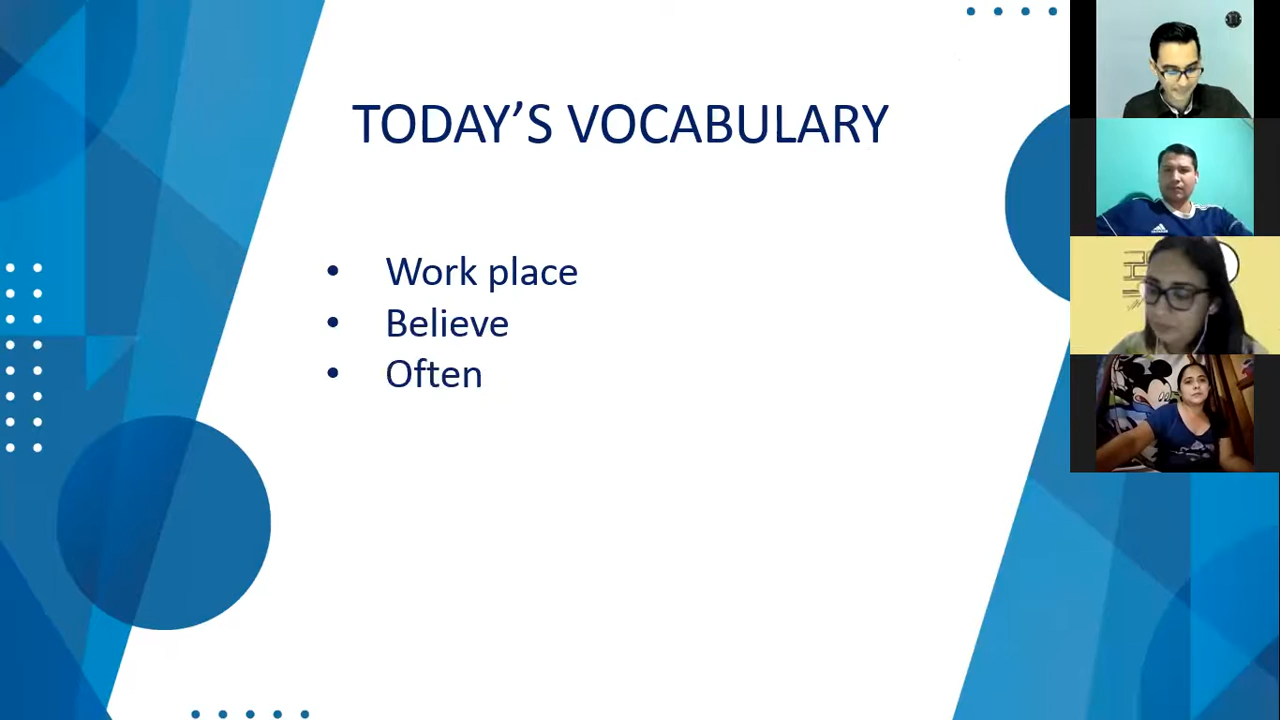 TODAY’S VOCABULARY
• Work place
• Believe
• Often